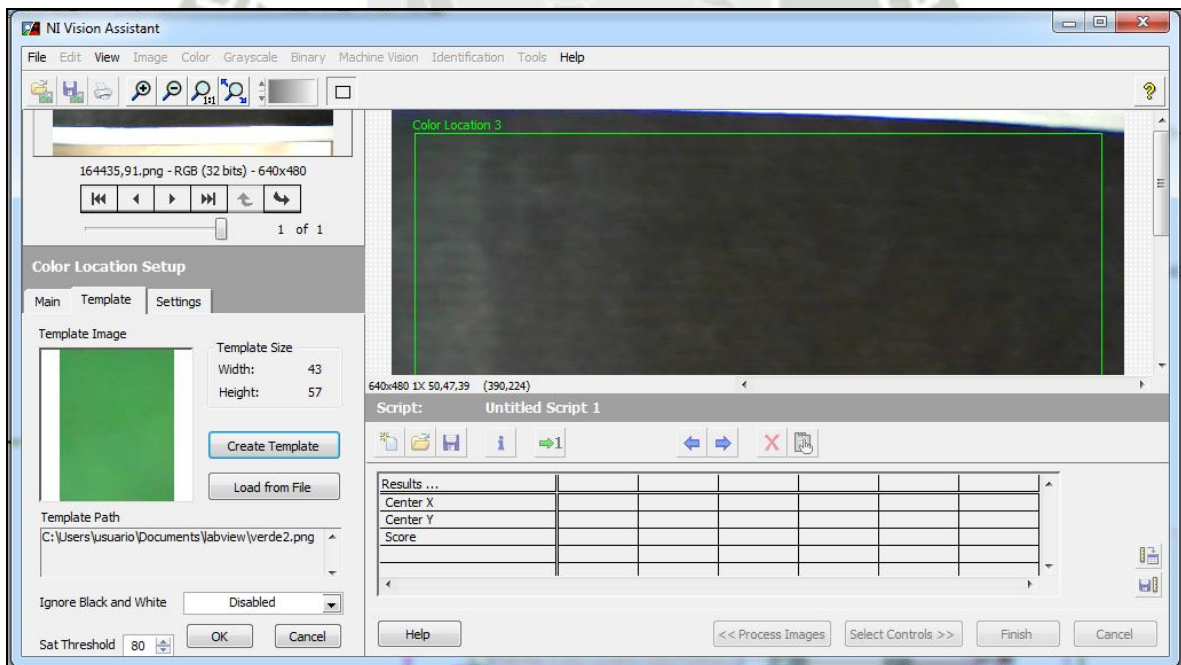 NI Vision Assistant
File Edit View Image Color Grayscale Binary Machine Vision Identification Tools Help
1:1
?
164435,91.png - RGB (32 bits) - 640x480
1 of 1
Color Location Setup
Main Template Settings
Template Image
Template Size
Width: 43
Height: 57
Create Template
Load from File
Template Path
C:\Users\usuario\Documents\labview\verde2.png
Ignore Black and White Disabled
Sat Threshold 80
OK Cancel
Color Location 3
640x480 1X 50,47,39 (390,224)
Script: Untitled Script 1
i 1
Results ...
Center X
Center Y
Score
Help << Process Images Select Controls >> Finish Cancel